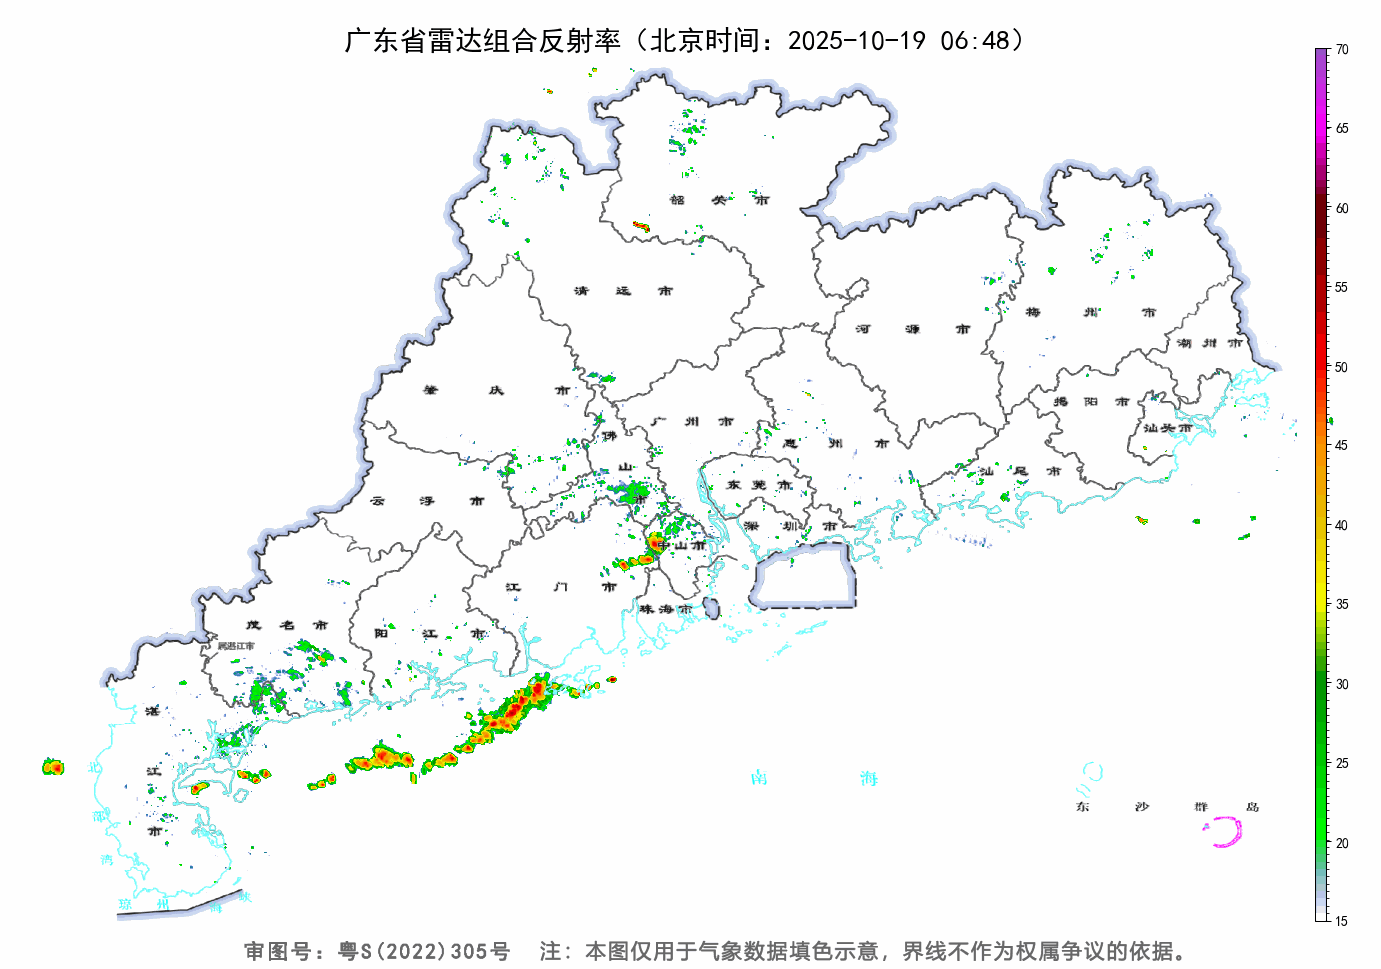 广东省雷达组合反射率（北京时间：2025-10-19 06:48）
70
65
60
55
50
45
40
35
30
25
20
15
韶关市
清远市
河源市
梅州市
潮州市
肇庆市
广州市
佛山市
惠州市
揭阳市
汕头市
云浮市
东莞市
汕尾市
深圳市
中山市
江门市
珠海市
茂名市
属湛江市
阳江市
湛江市
北部湾
南海
东沙群岛
琼州海峡
审图号：粤S(2022)305号 注：本图仅用于气象数据填色示意，界线不作为权属争议的依据。